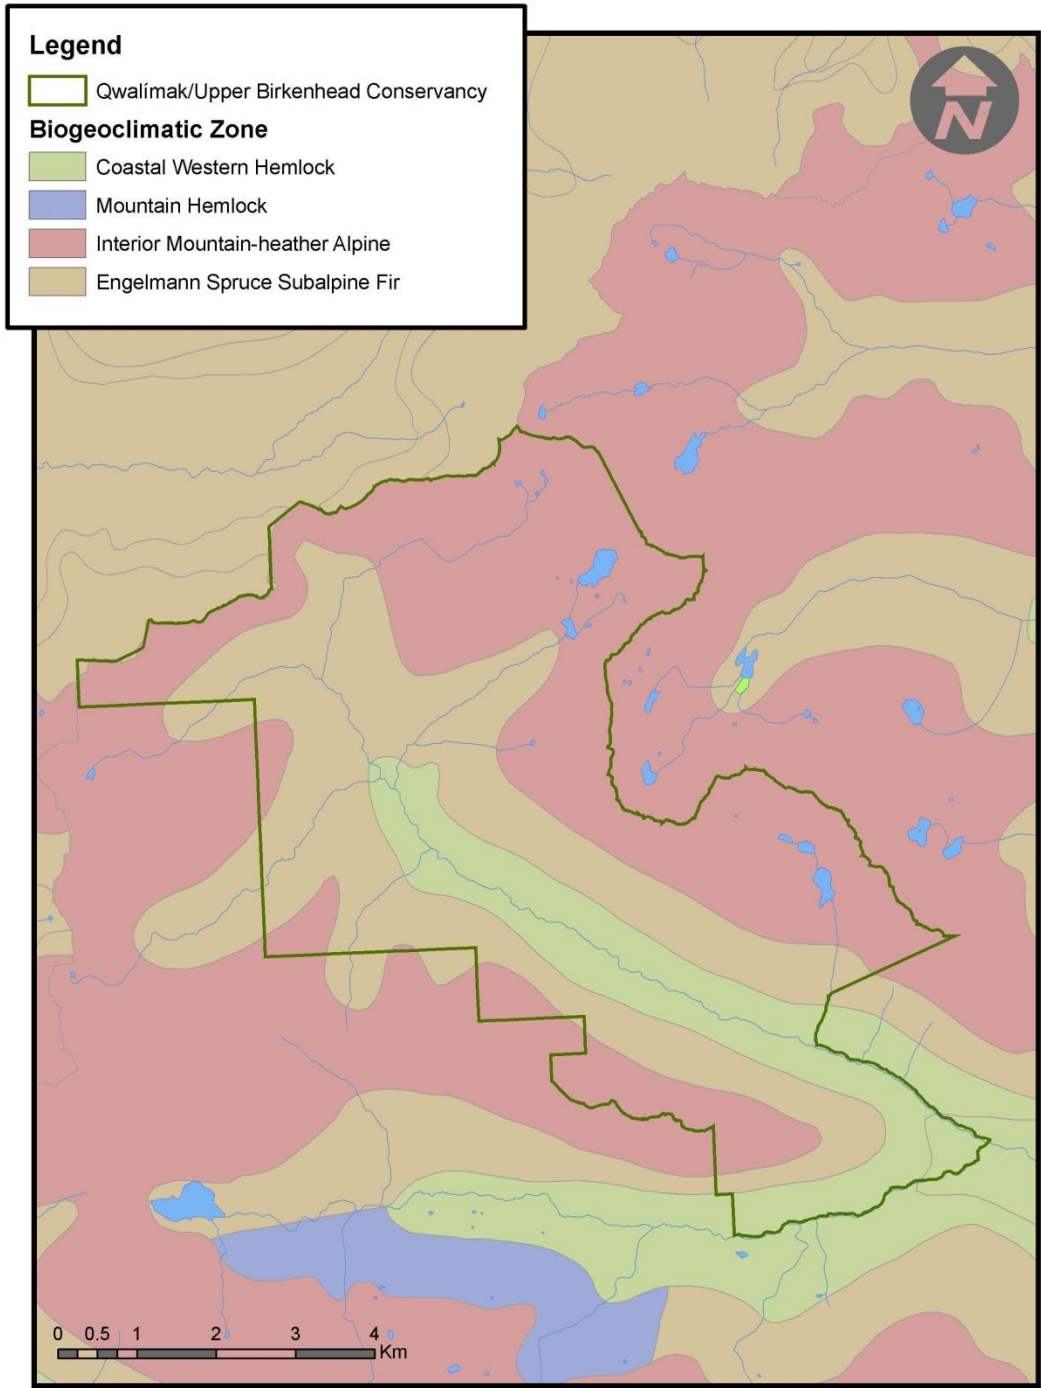 Legend
Qwalímak/Upper Birkenhead Conservancy
Biogeoclimatic Zone
Coastal Western Hemlock
Mountain Hemlock
Interior Mountain-heather Alpine
Engelmann Spruce Subalpine Fir
N
0 0.5 1 2 3 4
Km